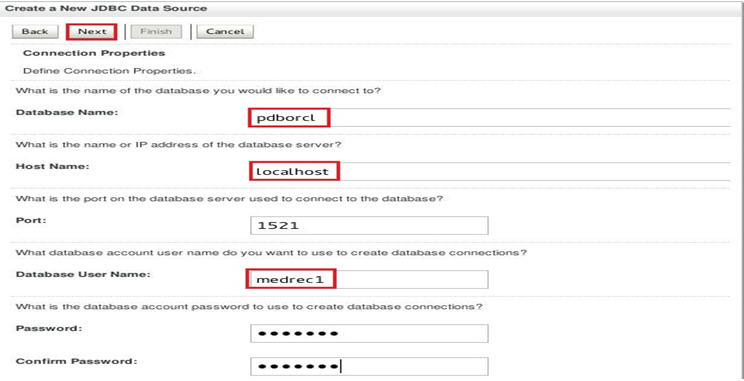 Create a New JDBC Data Source
Back Next Finish Cancel
Connection Properties
Define Connection Properties.
What is the name of the database you would like to connect to?
Database Name: pdborcl
What is the name or IP address of the database server?
Host Name: localhost
What is the port on the database server used to connect to the database?
Port: 1521
What database account user name do you want to use to create database connections?
Database User Name: medrec1
What is the database account password to use to create database connections?
Password: •••••••
Confirm Password: •••••••